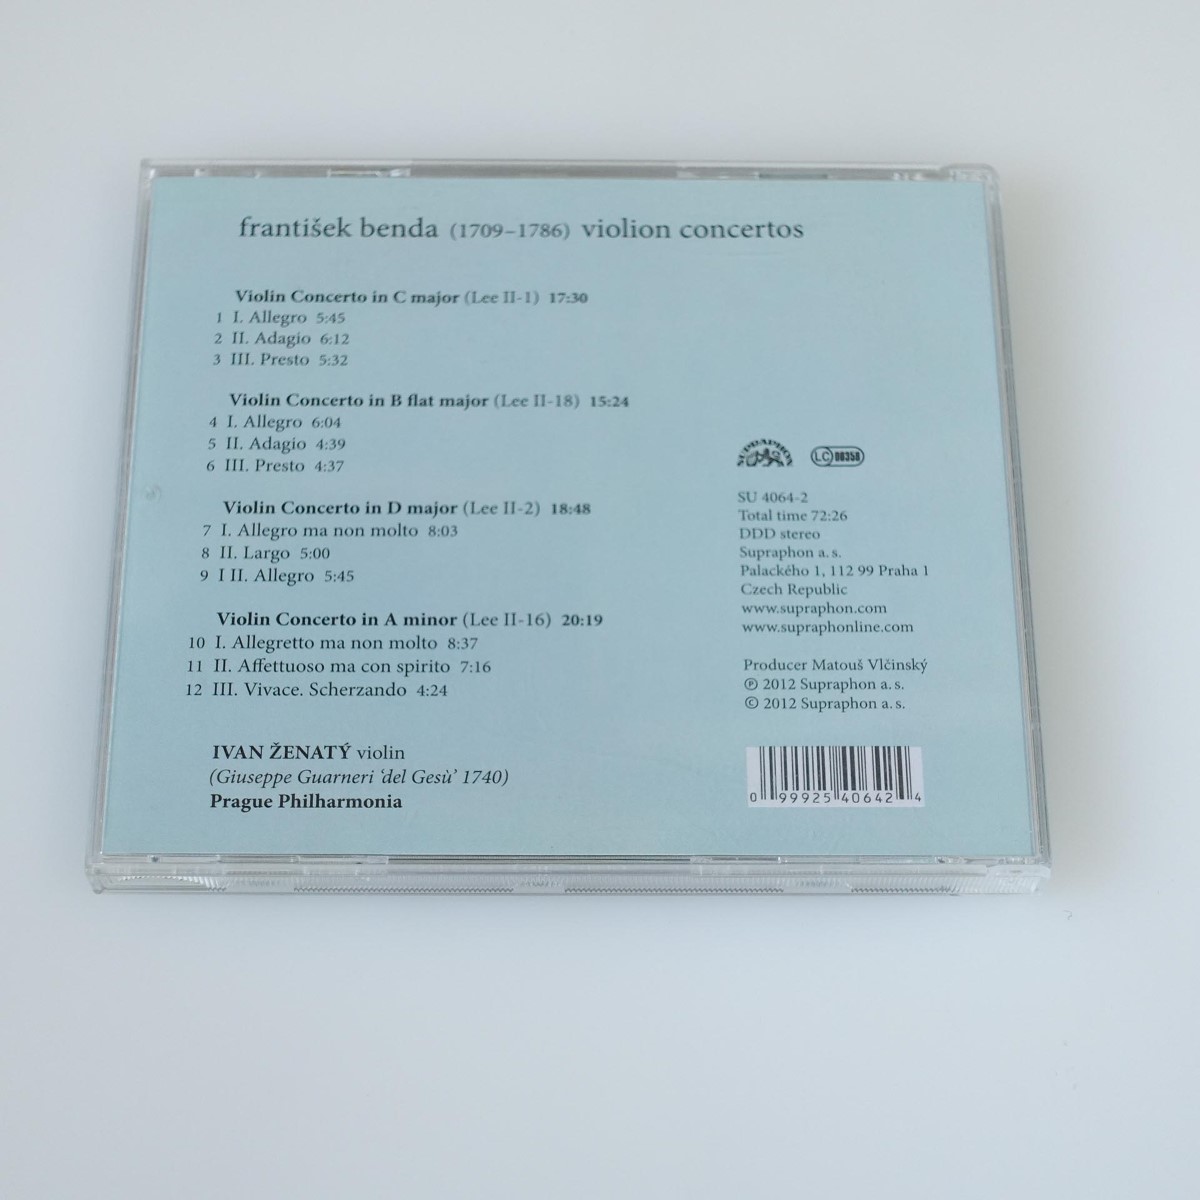 františek benda (1709–1786) violion concertos
Violin Concerto in C major (Lee II-1) 17:30
1 I. Allegro 5:45
2 II. Adagio 6:12
3 III. Presto 5:32
Violin Concerto in B flat major (Lee II-18) 15:24
4 I. Allegro 6:04
5 II. Adagio 4:39
6 III. Presto 4:37
Violin Concerto in D major (Lee II-2) 18:48
7 I. Allegro ma non molto 8:03
8 II. Largo 5:00
9 I II. Allegro 5:45
Violin Concerto in A minor (Lee II-16) 20:19
10 I. Allegretto ma non molto 8:37
11 II. Affettuoso ma con spirito 7:16
12 III. Vivace. Scherzando 4:24
IVAN ŽENATÝ violin
(Giuseppe Guarneri ‘del Gesù’ 1740)
Prague Philharmonia
SUPRAPHON
LC 00358
SU 4064-2
Total time 72:26
DDD stereo
Supraphon a. s.
Palackého 1, 112 99 Praha 1
Czech Republic
www.supraphon.com
www.supraphonline.com
Producer Matouš Vlčinský
℗ 2012 Supraphon a. s.
© 2012 Supraphon a. s.
0 99925 40642 4